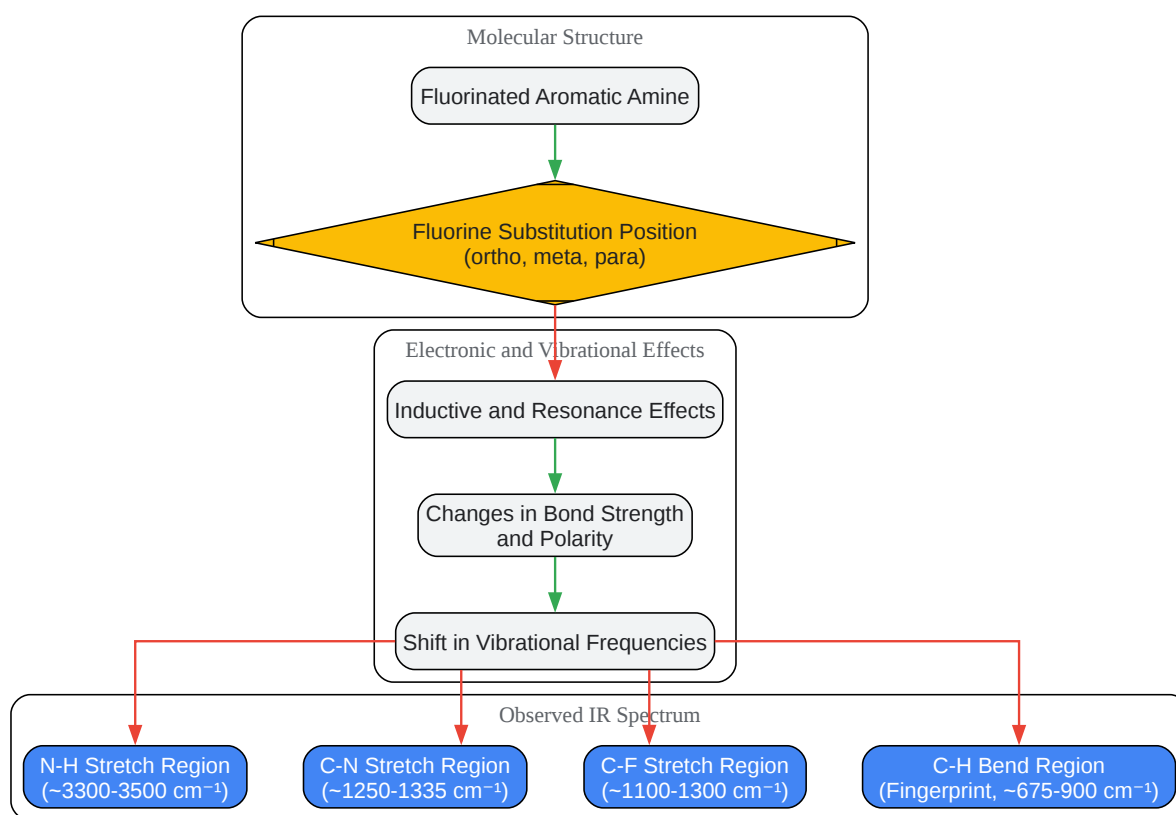 Molecular Structure
Fluorinated Aromatic Amine
Fluorine Substitution Position
(ortho, meta, para)
Electronic and Vibrational Effects
Inductive and Resonance Effects
Changes in Bond Strength
and Polarity
Shift in Vibrational Frequencies
Observed IR Spectrum
N-H Stretch Region
(~3300-3500 cm⁻¹)
C-N Stretch Region
(~1250-1335 cm⁻¹)
C-F Stretch Region
(~1100-1300 cm⁻¹)
C-H Bend Region
(Fingerprint, ~675-900 cm⁻¹)